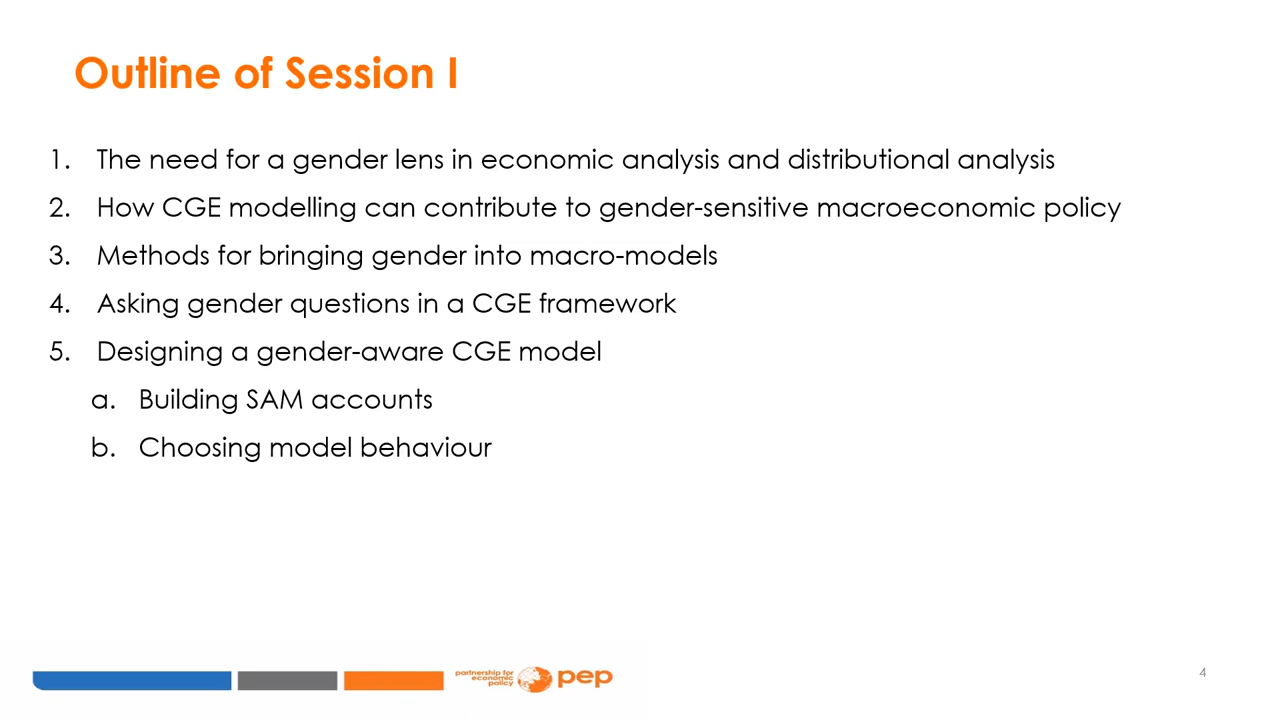 Outline of Session I
1. The need for a gender lens in economic analysis and distributional analysis
2. How CGE modelling can contribute to gender-sensitive macroeconomic policy
3. Methods for bringing gender into macro-models
4. Asking gender questions in a CGE framework
5. Designing a gender-aware CGE model
a. Building SAM accounts
b. Choosing model behaviour
partnership for
economic
policy
pep
4